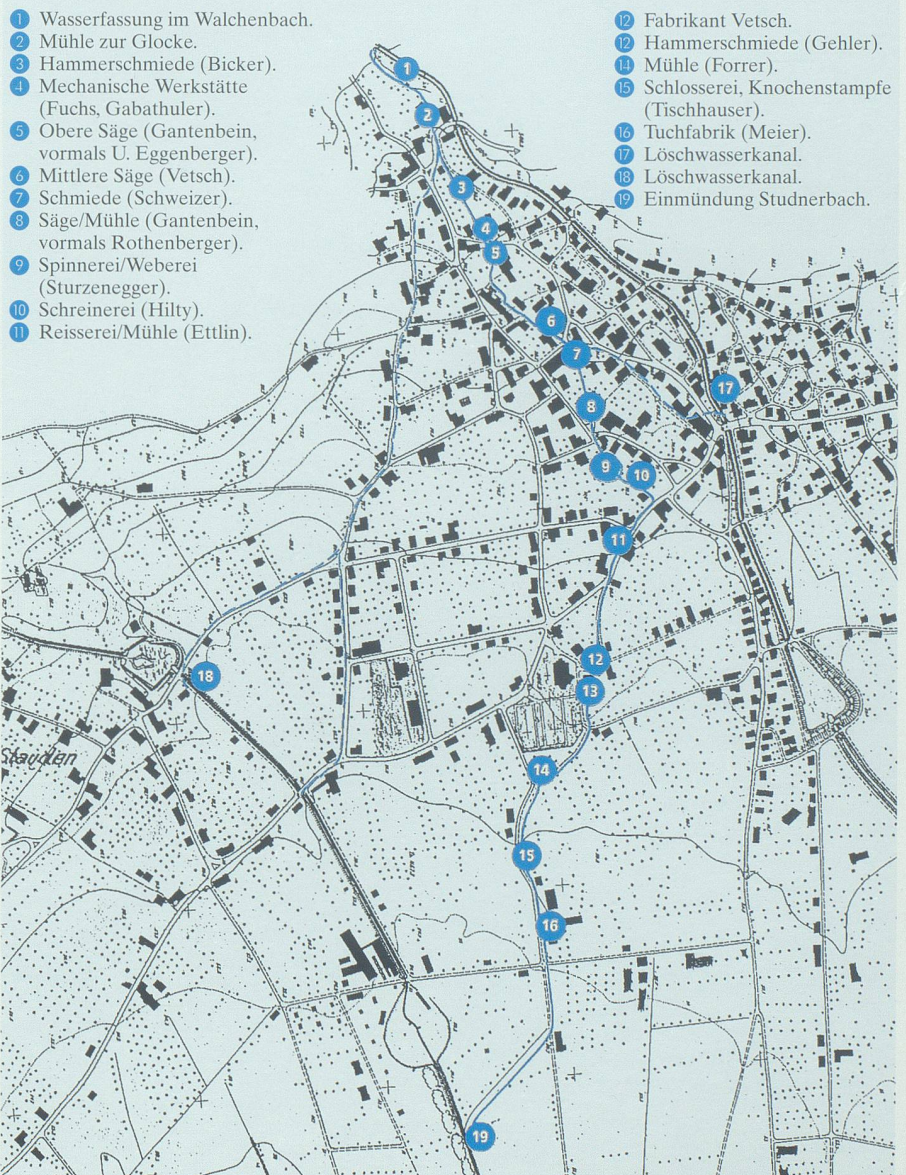 1 Wasserfassung im Walchenbach.
2 Mühle zur Glocke.
3 Hammerschmiede (Bicker).
4 Mechanische Werkstätte
(Fuchs, Gabathuler).
5 Obere Säge (Gantenbein,
vormals U. Eggenberger).
6 Mittlere Säge (Vetsch).
7 Schmiede (Schweizer).
8 Säge/Mühle (Gantenbein,
vormals Rothenberger).
9 Spinnerei/Weberei
(Sturzenegger).
10 Schreinerei (Hilty).
11 Reisserei/Mühle (Ettlin).
12 Fabrikant Vetsch.
12 Hammerschmiede (Gehler).
14 Mühle (Forrer).
15 Schlosserei, Knochenstampfe
(Tischhauser).
16 Tuchfabrik (Meier).
17 Löschwasserkanal.
18 Löschwasserkanal.
19 Einmündung Studnerbach.
1
2
3
4
5
6
7
17
8
9
10
11
12
18
13
Stauden
14
15
16
19